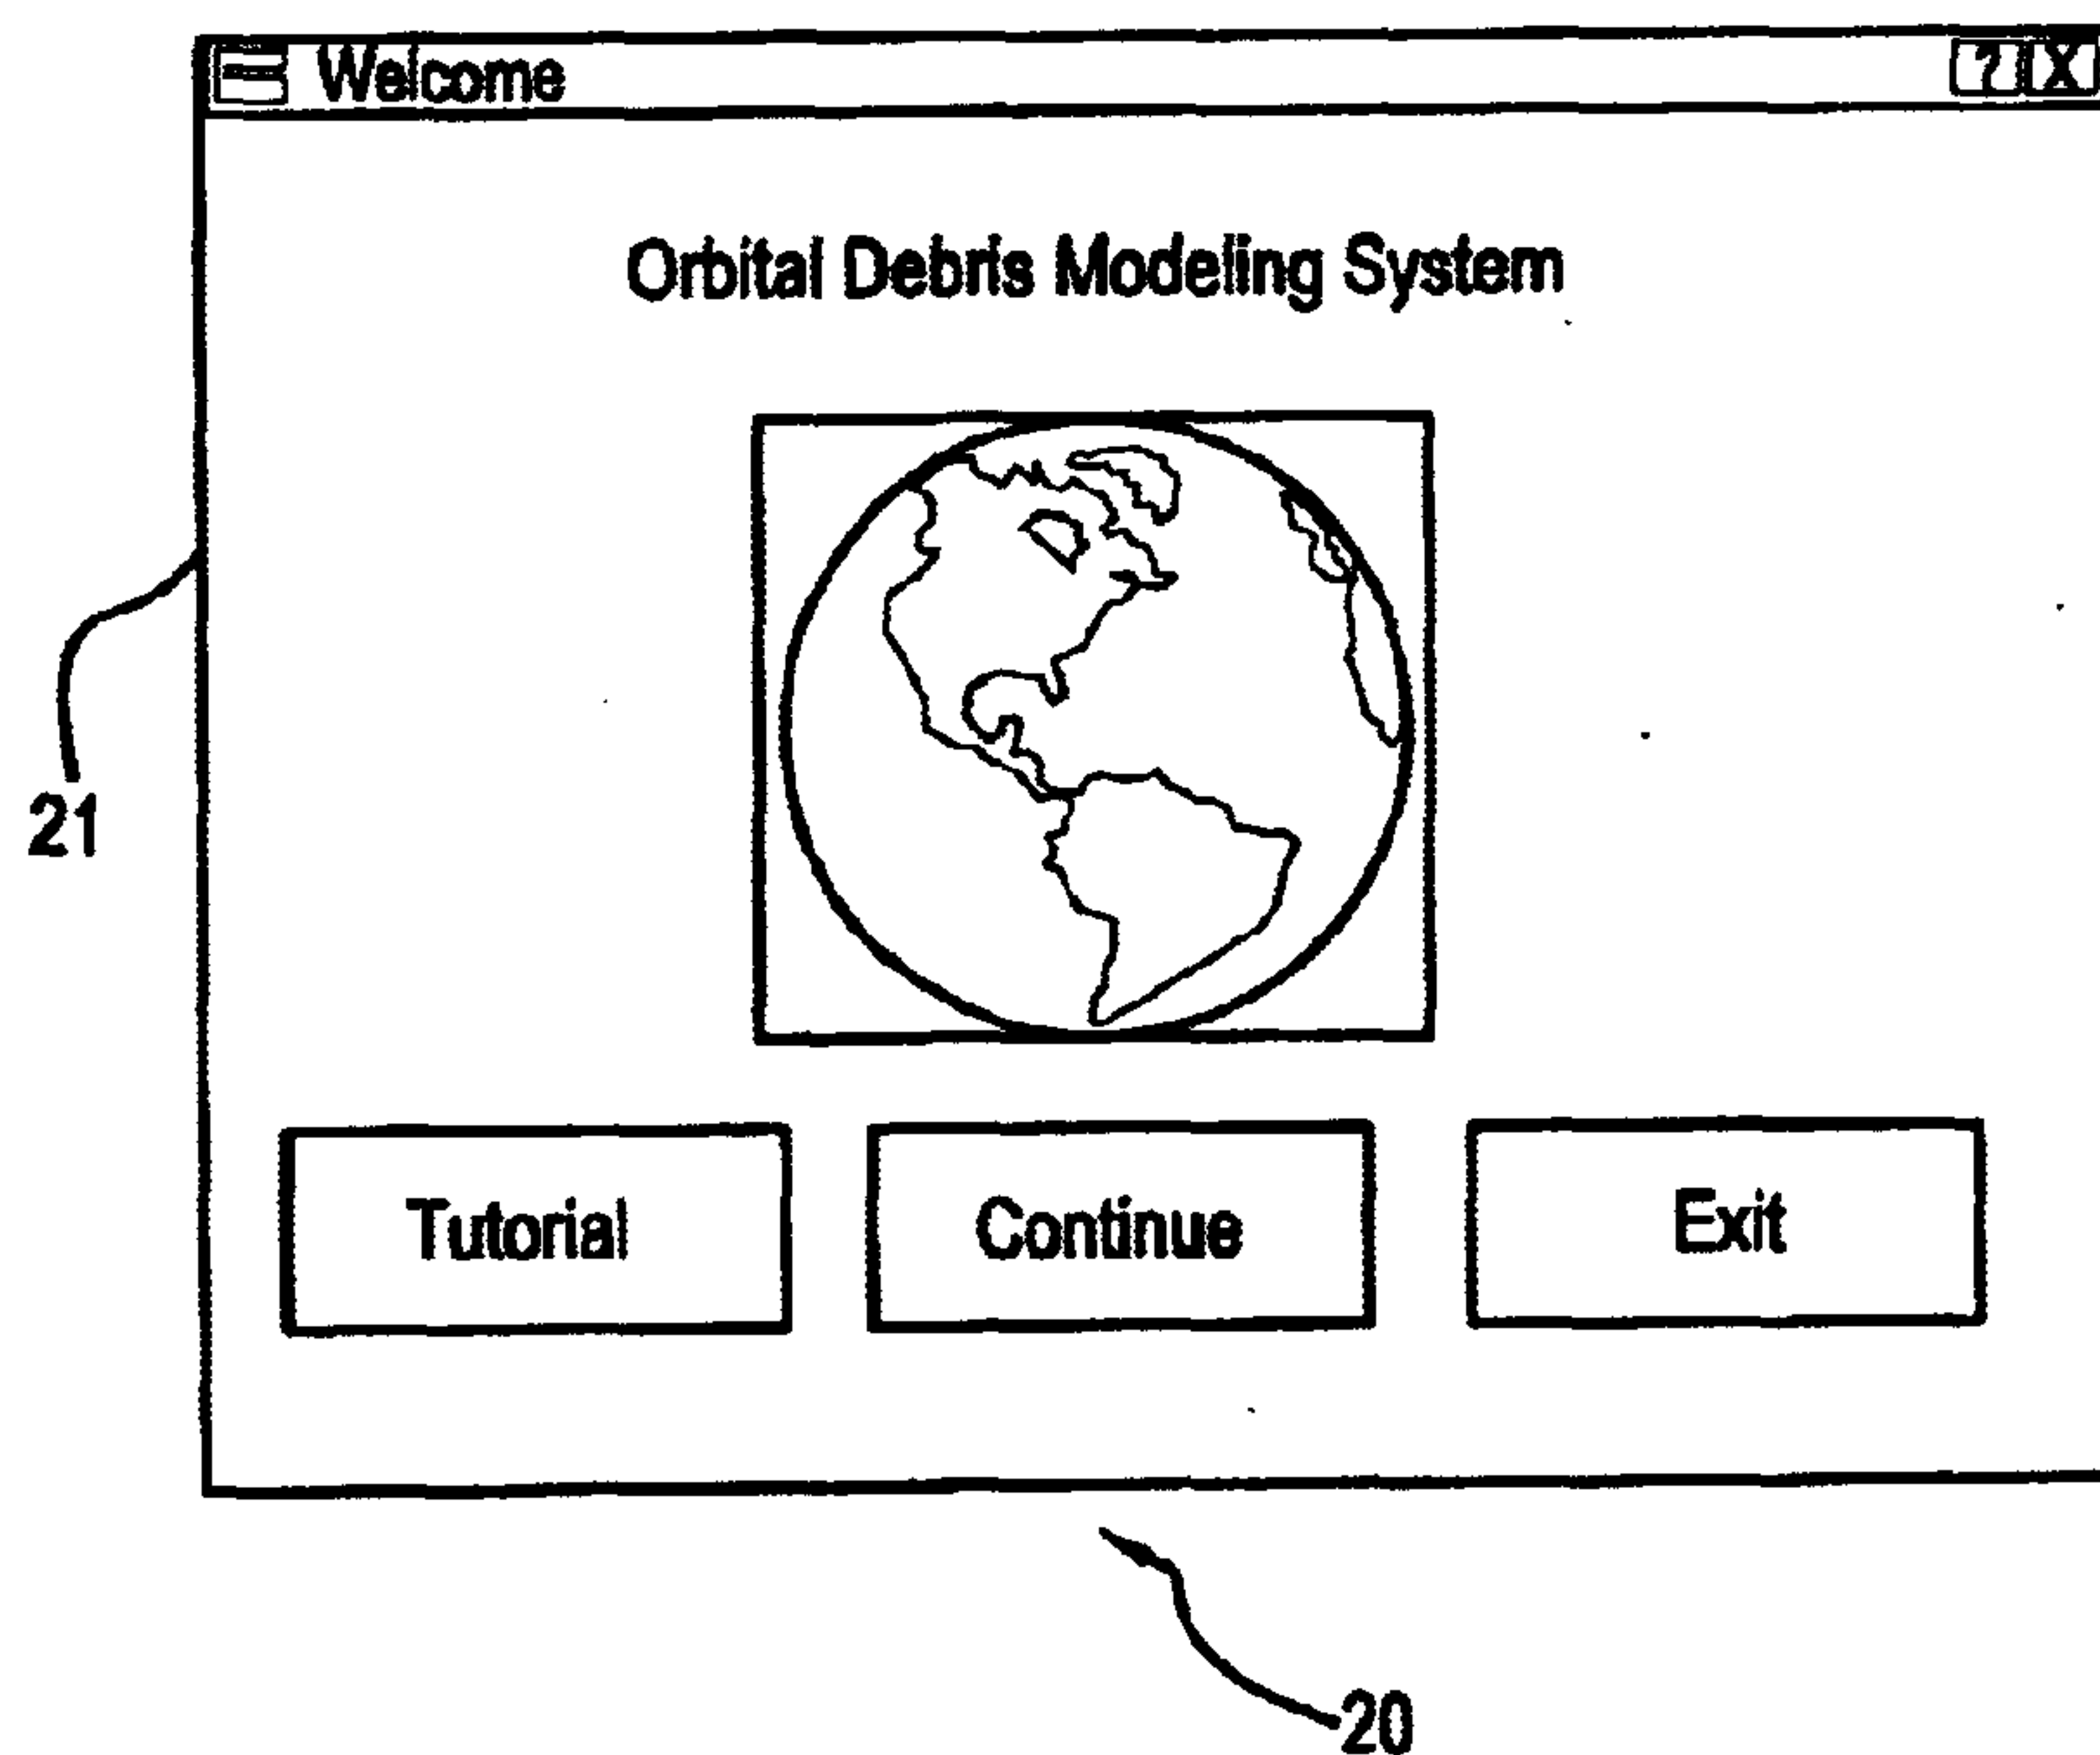 Welcome ? X
Orbital Debris Modeling System
21
Tutorial Continue Exit
20